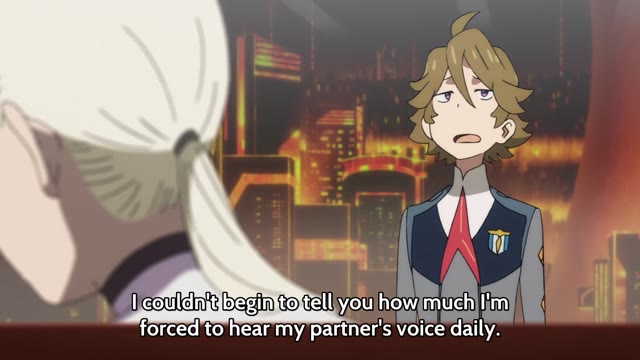 I couldn't begin to tell you how much I'm
forced to hear my partner's voice daily.